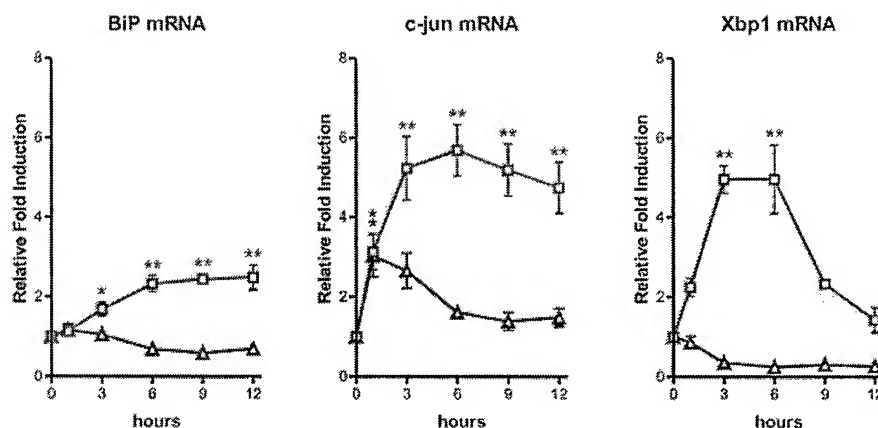 BiP mRNA
Relative Fold Induction
8
6
4
2
0
*
**
**
**
0 3 6 9 12
hours
c-jun mRNA
Relative Fold Induction
8
6
4
2
0
**
**
**
**
**
0 3 6 9 12
hours
Xbp1 mRNA
Relative Fold Induction
8
6
4
2
0
**
**
0 3 6 9 12
hours